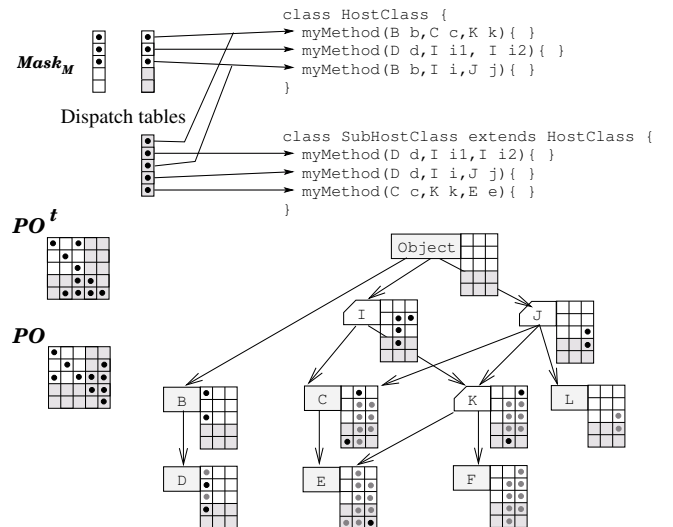 class HostClass {
myMethod(B b,C c,K k){ }
myMethod(D d,I i1, I i2){ }
Mask_M
myMethod(B b,I i,J j){ }
}
Dispatch tables
class SubHostClass extends HostClass {
myMethod(D d,I i1,I i2){ }
myMethod(D d,I i,J j){ }
myMethod(C c,K k,E e){ }
}
PO^t
Object
I
J
PO
B
C
K
L
D
E
F